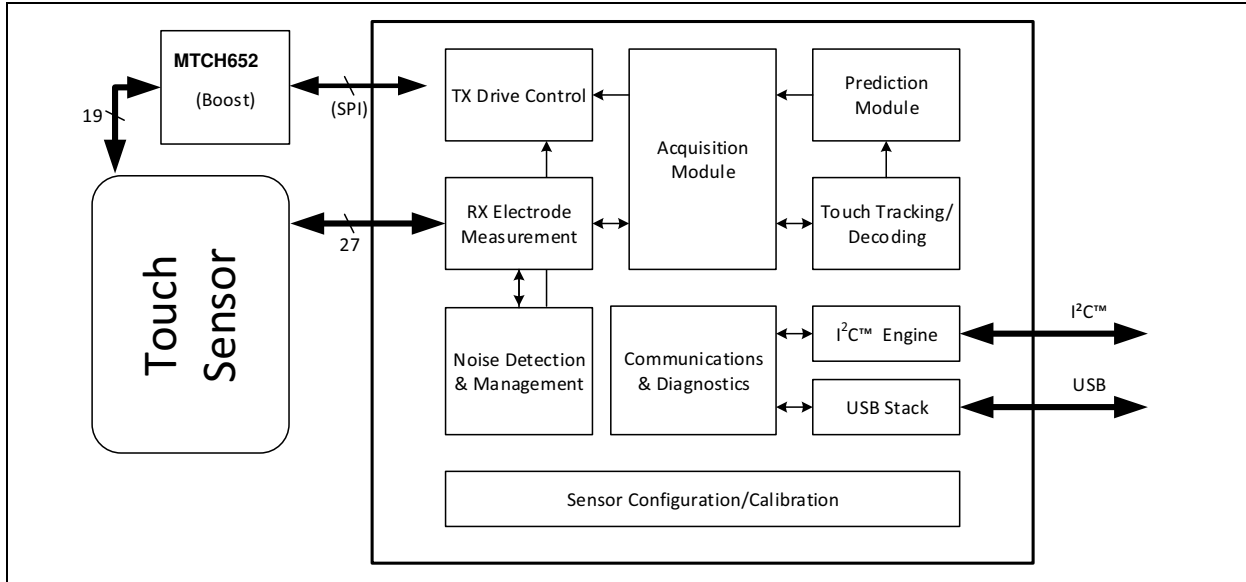 MTCH652
(Boost)
19
(SPI)
Touch
Sensor
27
TX Drive Control
RX Electrode
Measurement
Noise Detection
& Management
Acquisition
Module
Prediction
Module
Touch Tracking/
Decoding
Communications
& Diagnostics
I²C™ Engine
USB Stack
I²C™
USB
Sensor Configuration/Calibration